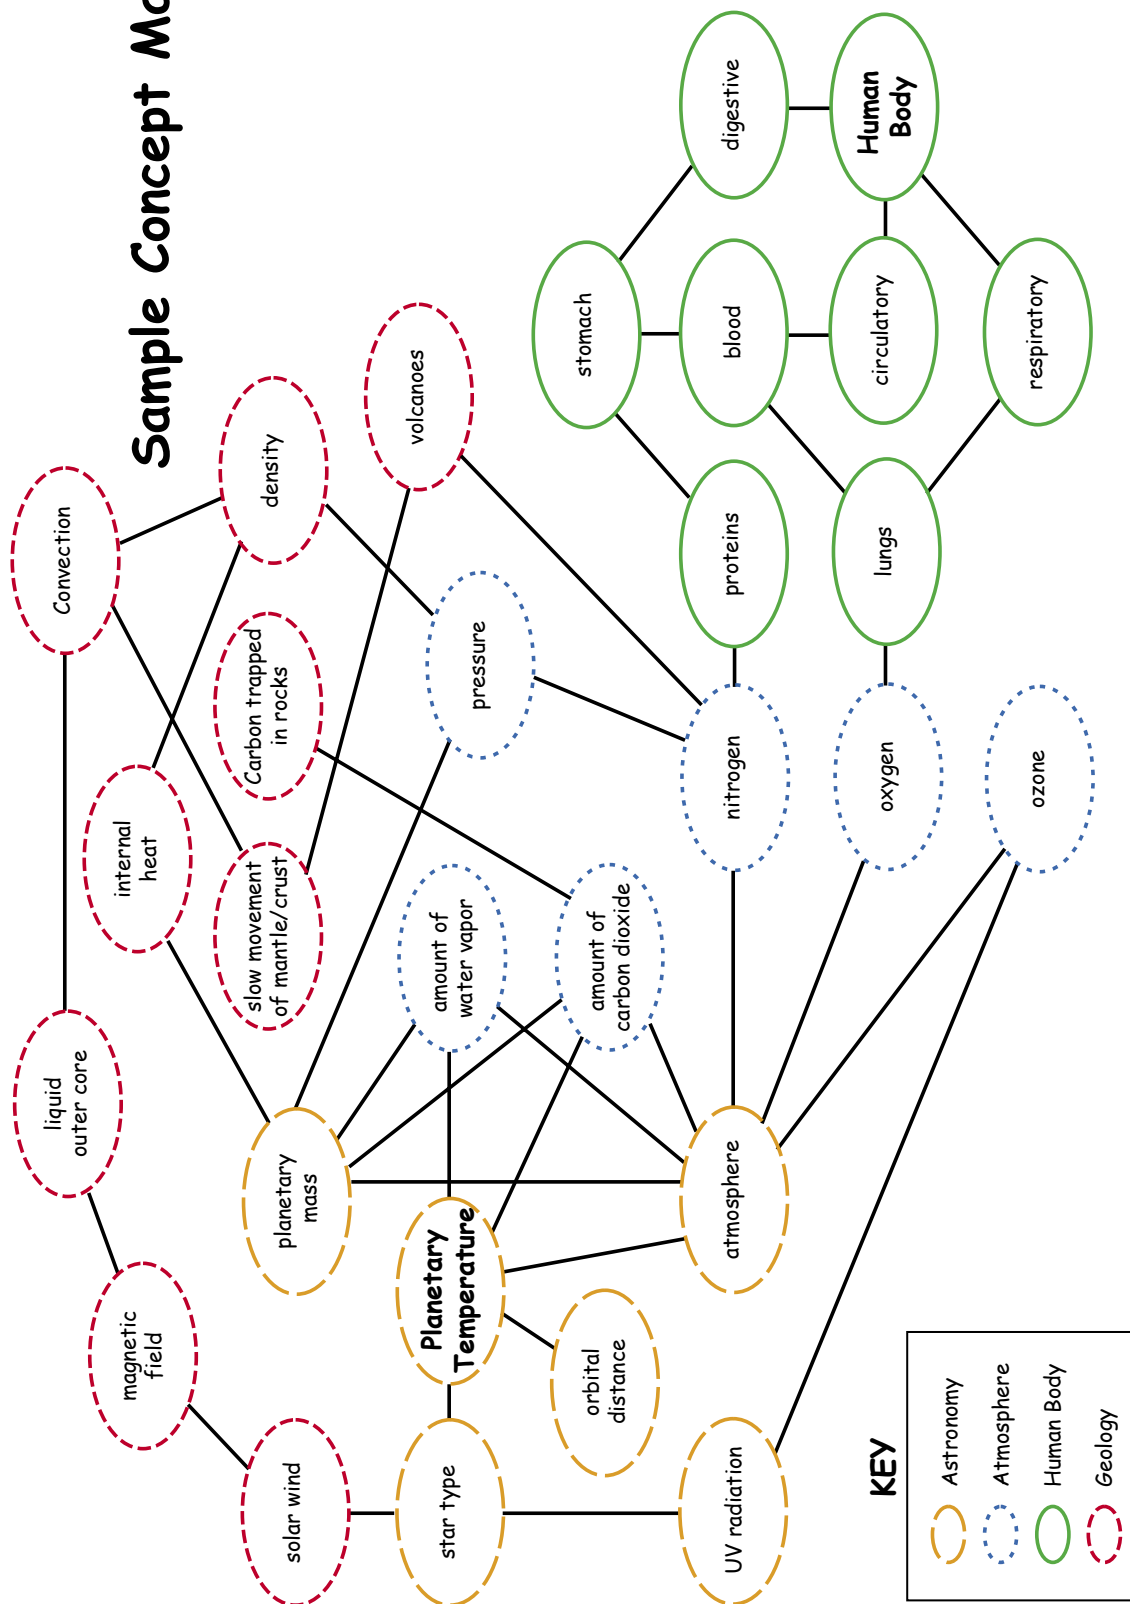 Sample Concept
liquid
outer core
Convection
magnetic
field
internal
heat
solar wind
planetary
mass
slow movement
of mantle/crust
Carbon trapped
in rocks
density
volcanoes
star type
Planetary
Temperature
amount of
water vapor
pressure
orbital
distance
amount of
carbon dioxide
stomach
UV radiation
atmosphere
nitrogen
proteins
blood
digestive
oxygen
lungs
circulatory
Human
Body
ozone
respiratory
KEY
Astronomy
Atmosphere
Human Body
Geology